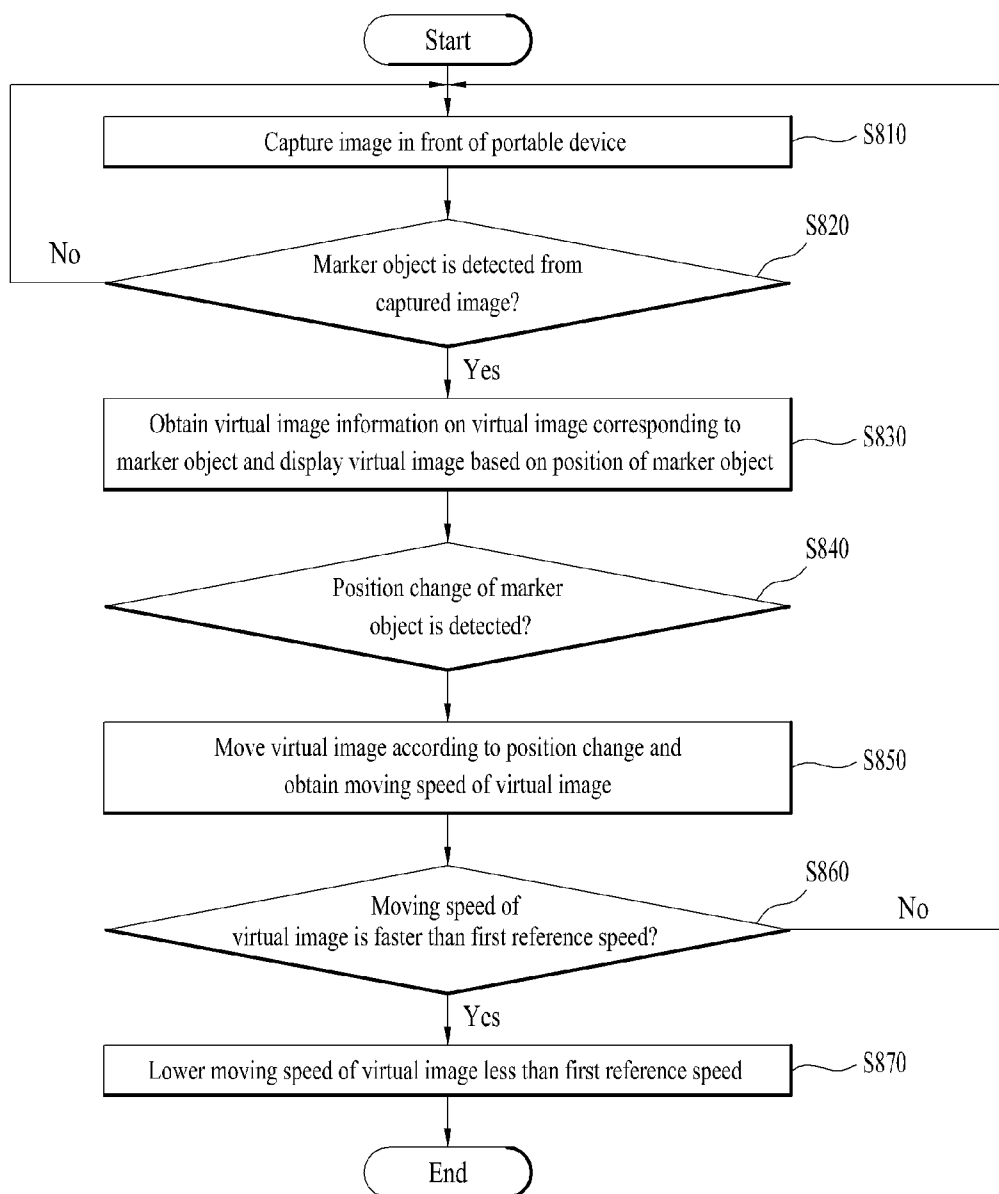 Start
Capture image in front of portable device
S810
S820
No
Marker object is detected from
captured image?
Yes
Obtain virtual image information on virtual image corresponding to
marker object and display virtual image based on position of marker object
S830
S840
Position change of marker
object is detected?
Move virtual image according to position change and
obtain moving speed of virtual image
S850
S860
Moving speed of
virtual image is faster than first reference speed?
No
Yes
Lower moving speed of virtual image less than first reference speed
S870
End